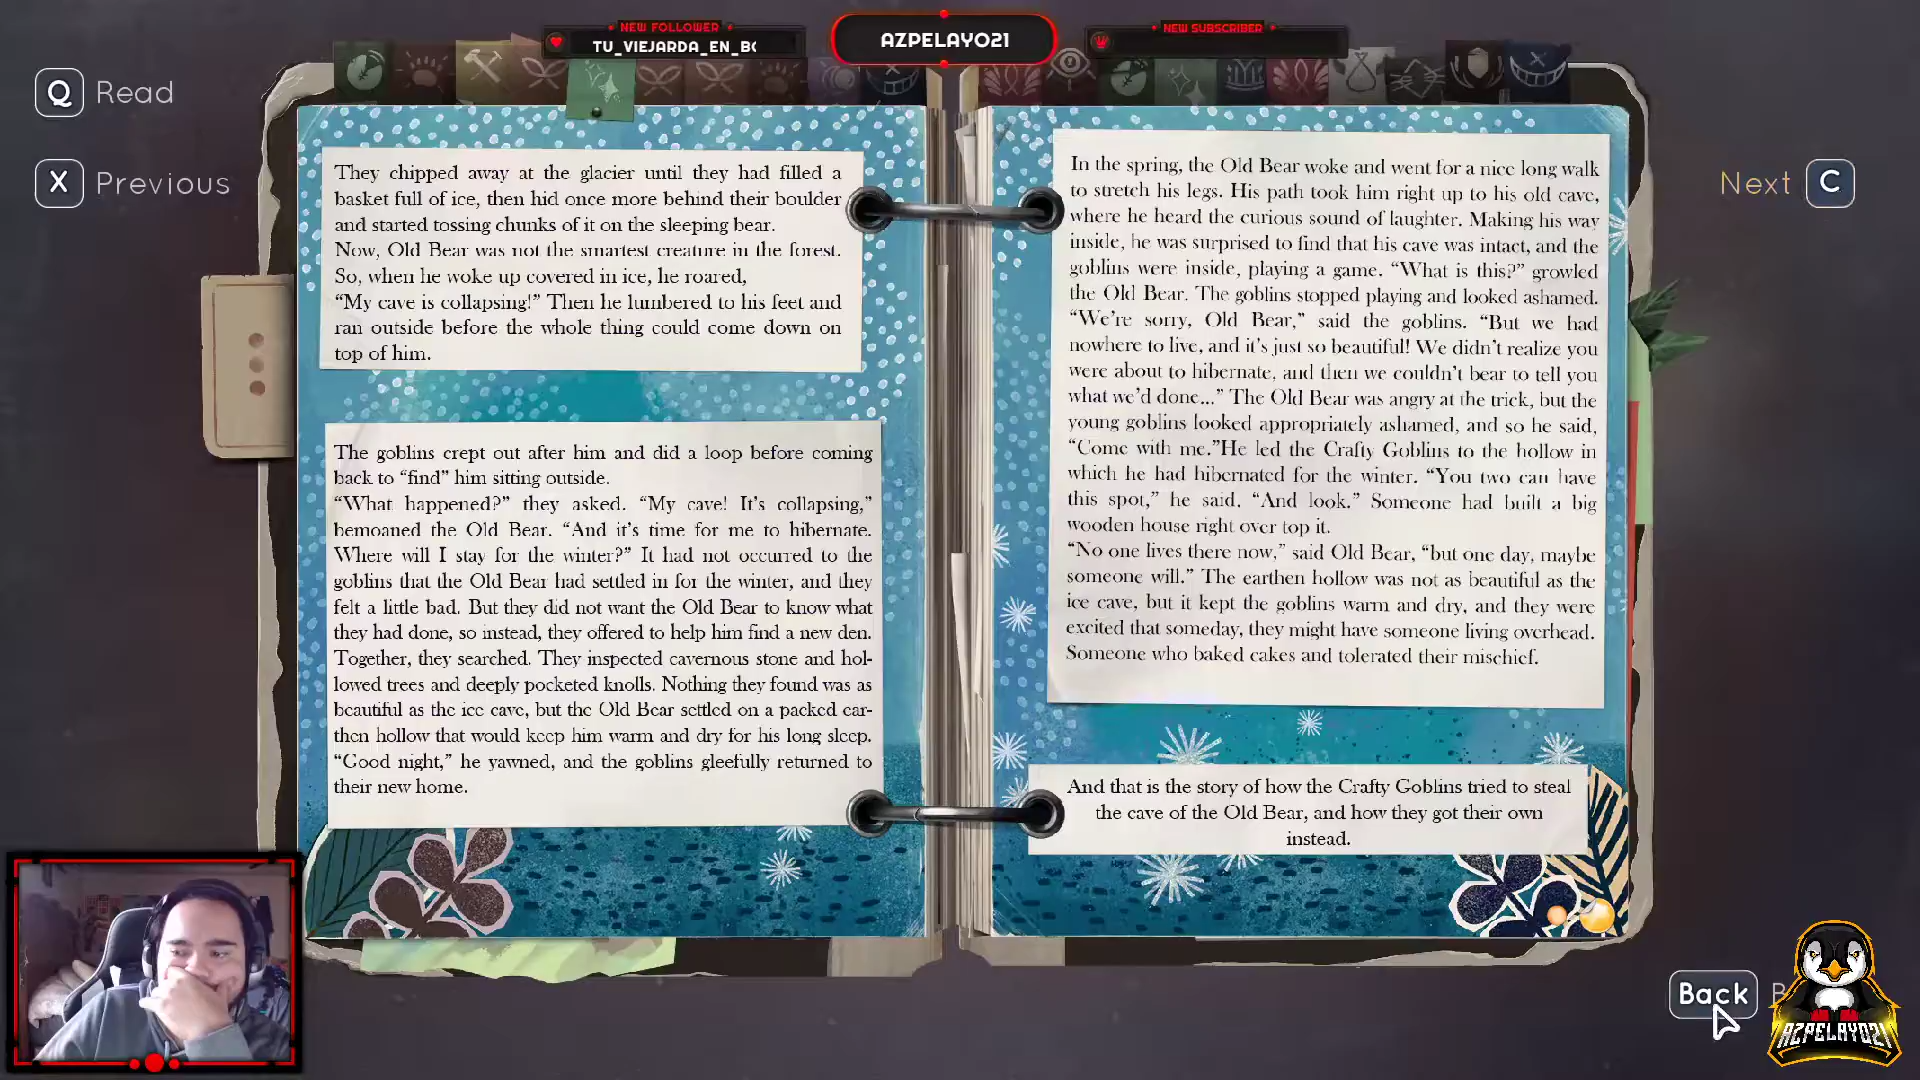 NEW FOLLOWER
TU_VIEJARDA_EN_BO
AZPELAYO21
NEW SUBSCRIBER
Q Read
X Previous
Next C
They chipped away at the glacier until they had filled a
basket full of ice, then hid once more behind their boulder
and started tossing chunks of it on the sleeping bear.
Now, Old Bear was not the smartest creature in the forest.
So, when he woke up covered in ice, he roared,
“My cave is collapsing!” Then he lumbered to his feet and
ran outside before the whole thing could come down on
top of him.
The goblins crept out after him and did a loop before coming
back to “find” him sitting outside.
“What happened?” they asked. “My cave! It’s collapsing,”
bemoaned the Old Bear. “And it’s time for me to hibernate.
Where will I stay for the winter?” It had not occurred to the
goblins that the Old Bear had settled in for the winter, and they
felt a little bad. But they did not want the Old Bear to know what
they had done, so instead, they offered to help him find a new den.
Together, they searched. They inspected cavernous stone and hol-
lowed trees and deeply pocketed knolls. Nothing they found was as
beautiful as the ice cave, but the Old Bear settled on a packed ear-
then hollow that would keep him warm and dry for his long sleep.
“Good night,” he yawned, and the goblins gleefully returned to
their new home.
In the spring, the Old Bear woke and went for a nice long walk
to stretch his legs. His path took him right up to his old cave,
where he heard the curious sound of laughter. Making his way
inside, he was surprised to find that his cave was intact, and the
goblins were inside, playing a game. “What is this?” growled
the Old Bear. The goblins stopped playing and looked ashamed.
“We’re sorry, Old Bear,” said the goblins. “But we had
nowhere to live, and it’s just so beautiful! We didn’t realize you
were about to hibernate, and then we couldn’t bear to tell you
what we’d done...” The Old Bear was angry at the trick, but the
young goblins looked appropriately ashamed, and so he said,
“Come with me.”He led the Crafty Goblins to the hollow in
which he had hibernated for the winter. “You two can have
this spot,” he said, “And look.” Someone had built a big
wooden house right over top it.
“No one lives there now,” said Old Bear, “but one day, maybe
someone will.” The earthen hollow was not as beautiful as the
ice cave, but it kept the goblins warm and dry, and they were
excited that someday, they might have someone living overhead.
Someone who baked cakes and tolerated their mischief.
And that is the story of how the Crafty Goblins tried to steal
the cave of the Old Bear, and how they got their own
instead.
Back
AZPELAYO21